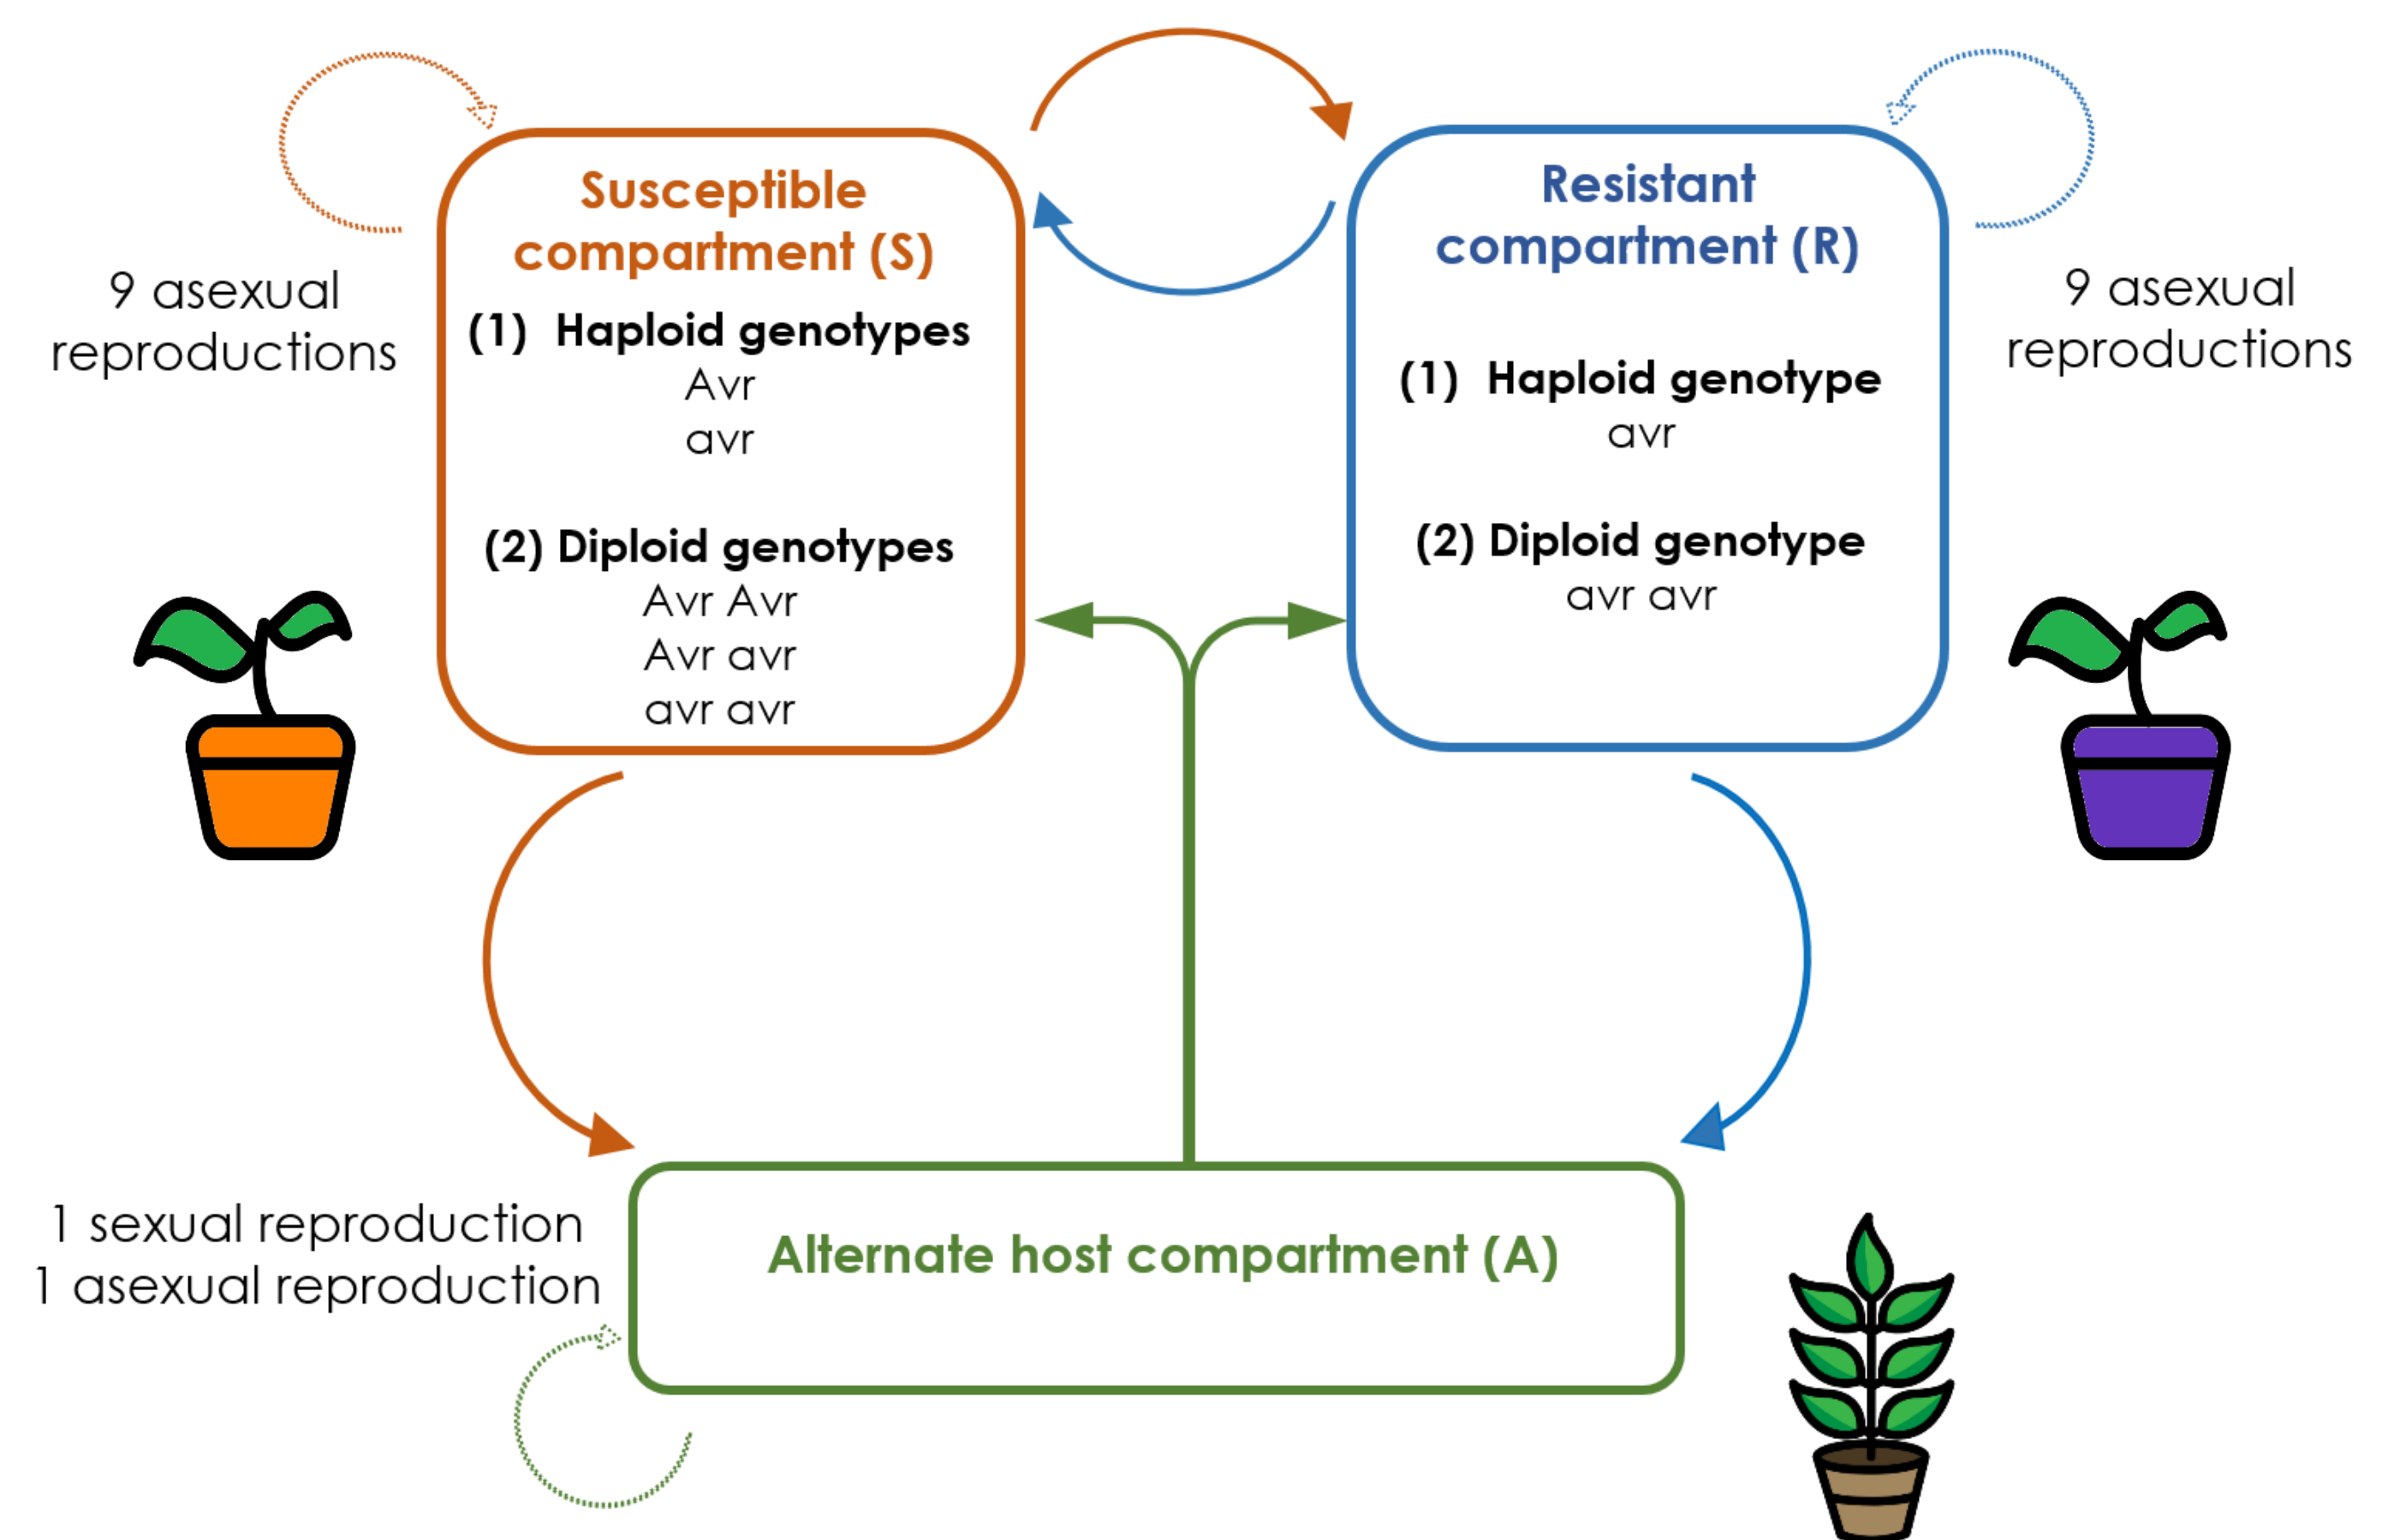 Susceptible
compartment (S)
(1) Haploid genotypes
Avr
avr
(2) Diploid genotypes
Avr Avr
Avr avr
avr avr
9 asexual
reproductions
Resistant
compartment (R)
(1) Haploid genotype
avr
(2) Diploid genotype
avr avr
9 asexual
reproductions
1 sexual reproduction
1 asexual reproduction
Alternate host compartment (A)